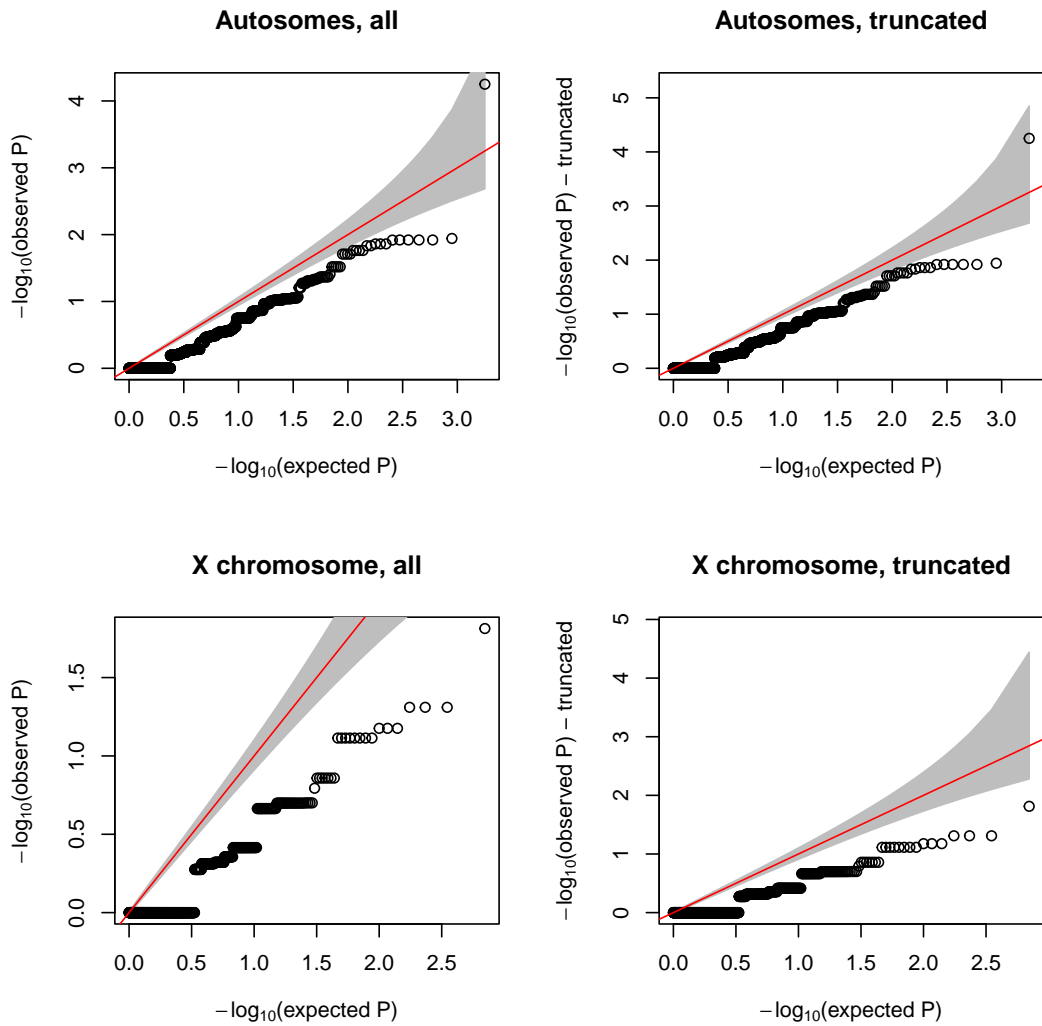 Autosomes, all
−log10(observed P)
0 1 2 3 4
0.0 0.5 1.0 1.5 2.0 2.5 3.0
−log10(expected P)
Autosomes, truncated
−log10(observed P) − truncated
0 1 2 3 4 5
0.0 0.5 1.0 1.5 2.0 2.5 3.0
−log10(expected P)
X chromosome, all
−log10(observed P)
0.0 0.5 1.0 1.5
0.0 0.5 1.0 1.5 2.0 2.5
−log10(expected P)
X chromosome, truncated
−log10(observed P) − truncated
0 1 2 3 4 5
0.0 0.5 1.0 1.5 2.0 2.5
−log10(expected P)